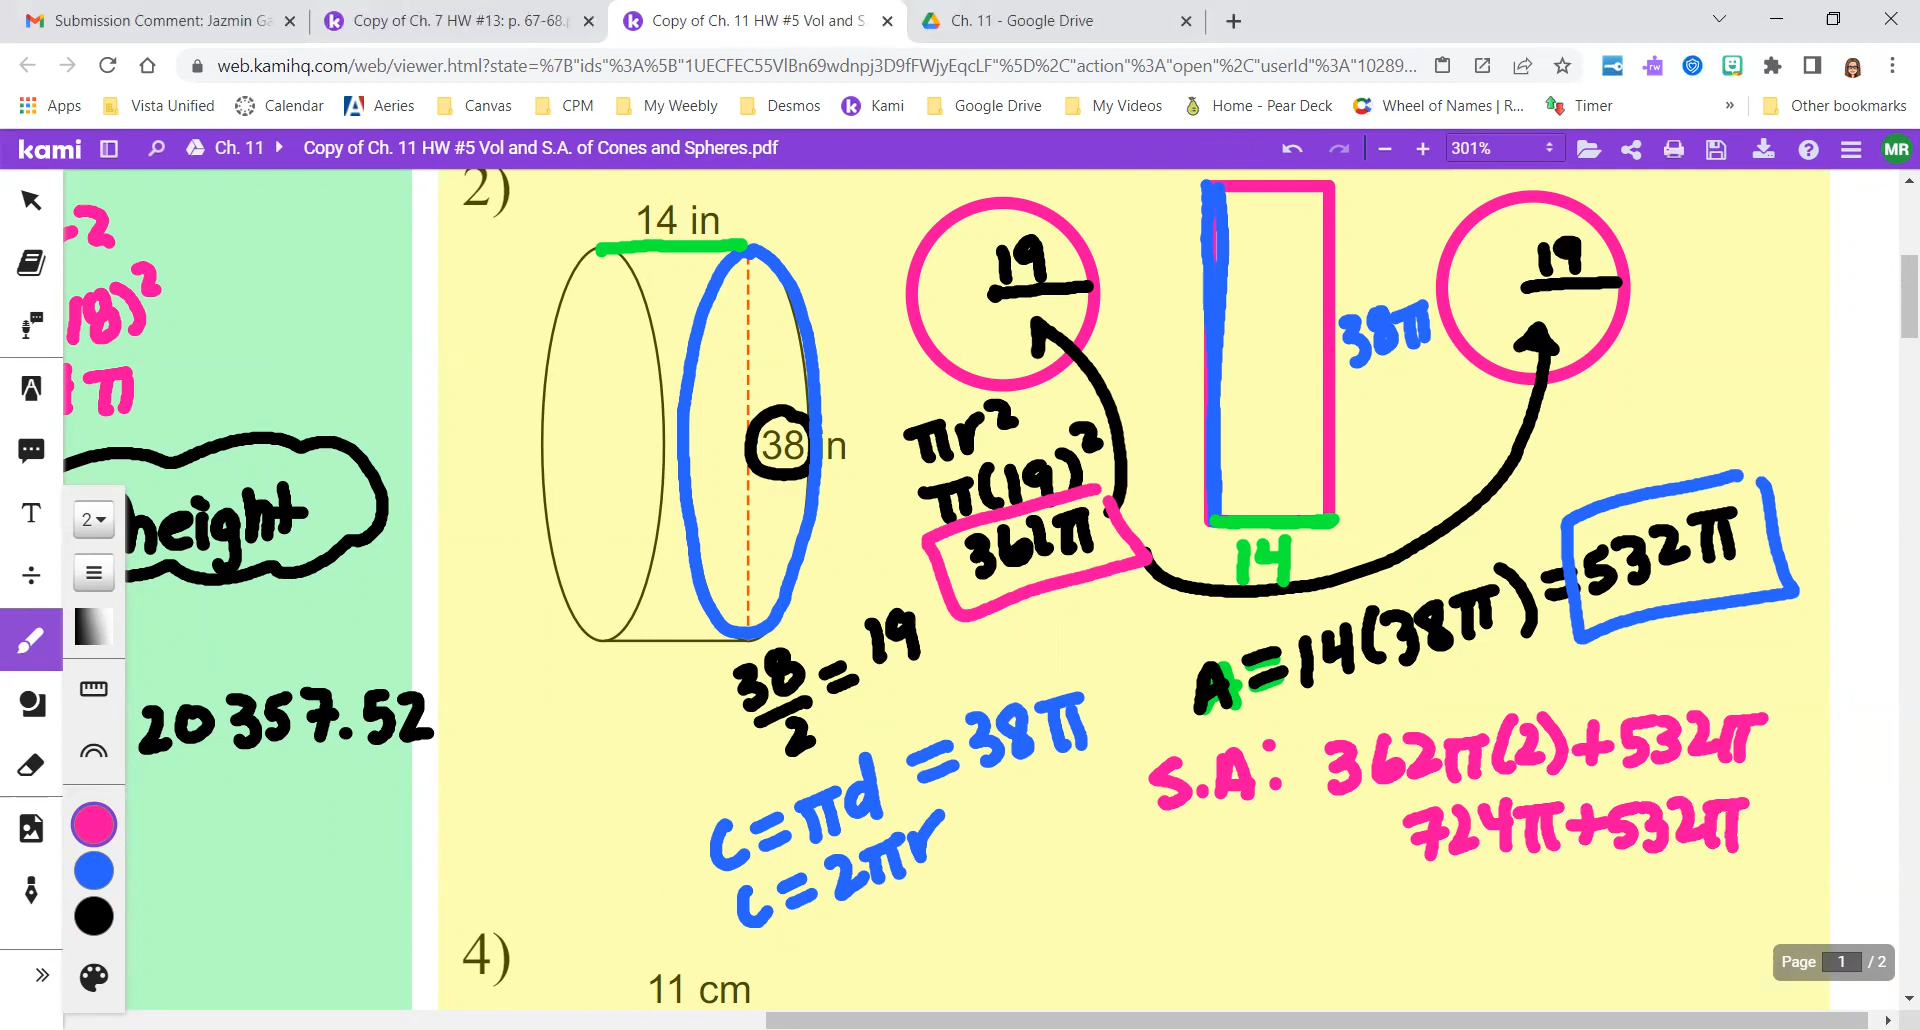 Submission Comment: Jazmin Ga
Copy of Ch. 7 HW #13: p. 67-68.
Copy of Ch. 11 HW #5 Vol and S
Ch. 11 - Google Drive
web.kamihq.com/web/viewer.html?state=%7B"ids"%3A%5B"1UECFEC55VlBn69wdnpj3D9fFWjyEqcLF"%5D%2C"action"%3A"open"%2C"userId"%3A"10289...
Apps
Vista Unified
Calendar
Aeries
Canvas
CPM
My Weebly
Desmos
Kami
Google Drive
My Videos
Home - Pear Deck
Wheel of Names | R...
Timer
»
Other bookmarks
kami
Ch. 11
Copy of Ch. 11 HW #5 Vol and S.A. of Cones and Spheres.pdf
301%
MR
2)
14 in
38 in
19
19
38π
14
πr²
π(19)²
362π
38/2=19
C=πd=38π
C=2πr
A=14(38π)=532π
S.A: 362π(2)+532π
724π+532π
18)²
π
height
20357.52
2
4)
11 cm
Page 1 / 2